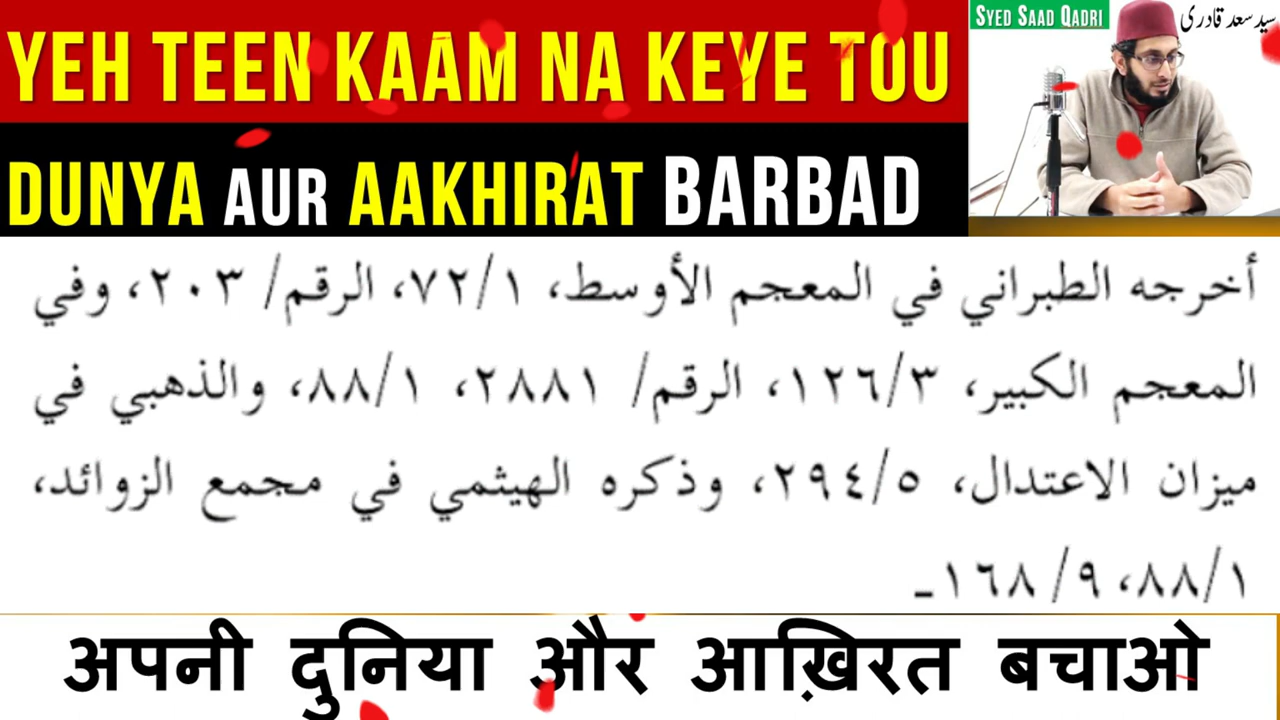 YEH TEEN KAAM NA KEYE TOU
DUNYA AUR AAKHIRAT BARBAD
SYED SAAD QADRI
سید سعد قادری
أخرجه الطبراني في المعجم الأوسط، ١/٧٢، الرقم/ ٢٠٣، وفي
المعجم الكبير، ٣/١٢٦، الرقم/ ٢٨٨١، ١/٨٨، والذهبي في
ميزان الاعتدال، ٥/٢٩٤، وذكره الهيثمي في مجمع الزوائد،
١/٨٨، ٩/ ١٦٨ـ
अपनी दुनिया और आख़िरत बचाओ